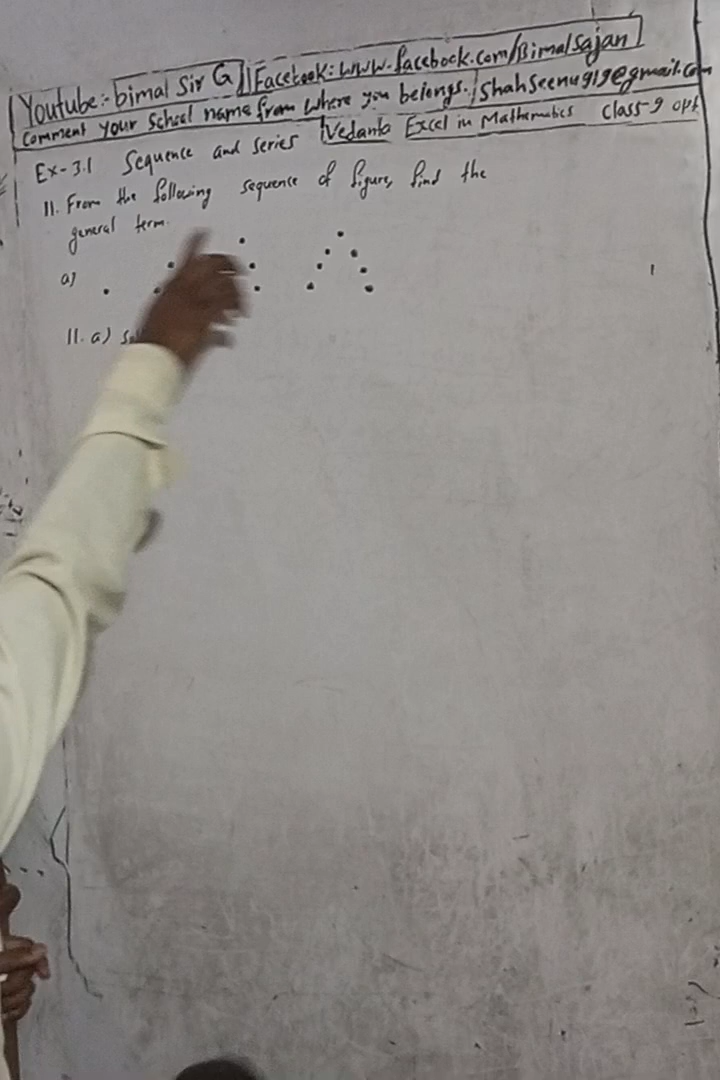 Youtube:- bimal Sir G || Facebook: www.facebook.com/Bimalsajan
Comment your School name from where you belongs. | Shahseenu919@gmail.com
Ex-3.1 Sequence and series Vedanta Excel in Mathematics Class-9 opt
11. From the following sequence of figure, find the
general term.
a)
11. a)